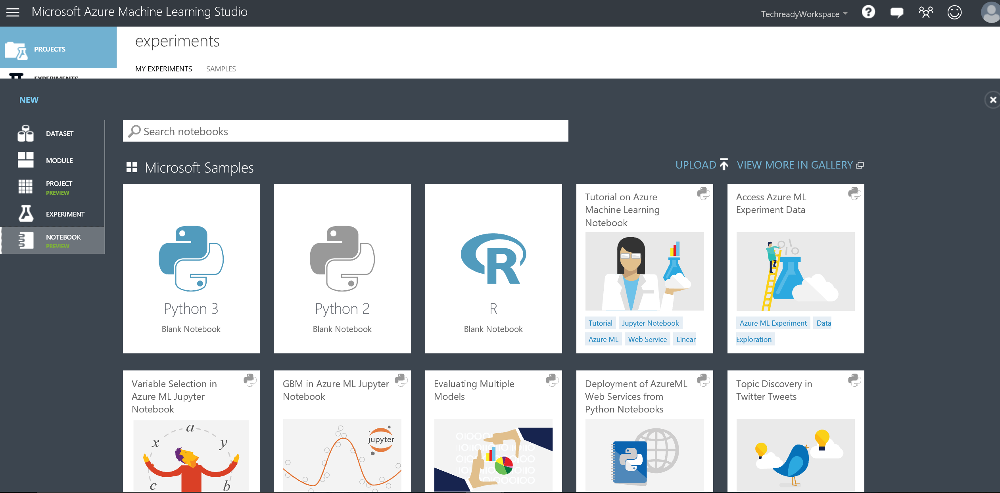 Microsoft Azure Machine Learning Studio
TechreadyWorkspace
PROJECTS
experiments
MY EXPERIMENTS
SAMPLES
EXPERIMENTS
NEW
DATASET
MODULE
PROJECT
PREVIEW
EXPERIMENT
NOTEBOOK
PREVIEW
Search notebooks
Microsoft Samples
UPLOAD
VIEW MORE IN GALLERY
Python 3
Blank Notebook
Python 2
Blank Notebook
R
R
Blank Notebook
Tutorial on Azure
Machine Learning
Notebook
Tutorial
Jupyter Notebook
Azure ML
Web Service
Linear
Access Azure ML
Experiment Data
Azure ML Experiment
Data
Exploration
Variable Selection in
Azure ML Jupyter
Notebook
a
x
y
c
b
GBM in Azure ML Jupyter
Notebook
jupyter
Evaluating Multiple
Models
Deployment of AzureML
Web Services from
Python Notebooks
Topic Discovery in
Twitter Tweets